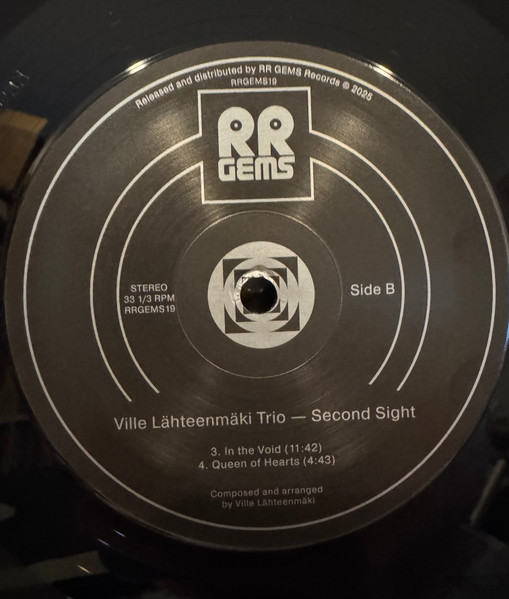 Released and distributed by RR GEMS Records © 2025
RRGEMS19
RR
GEMS
STEREO
33 1/3 RPM
RRGEMS19
Side B
Ville Lähteenmäki Trio — Second Sight
3. In the Void (11:42)
4. Queen of Hearts (4:43)
Composed and arranged
by Ville Lähteenmäki